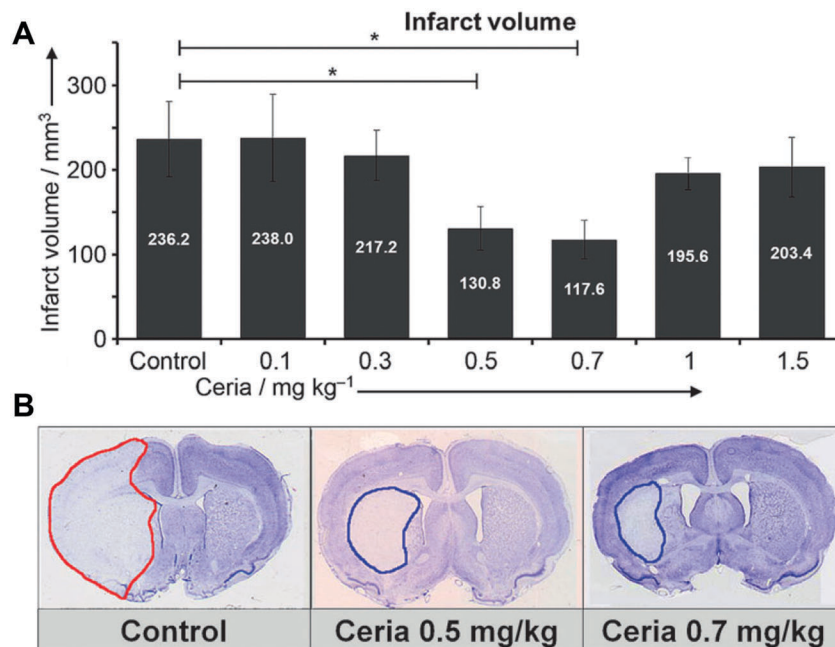 A
Infarct volume
*
*
Infarct volume / mm³
300
200
100
0
236.2
238.0
217.2
130.8
117.6
195.6
203.4
Control 0.1 0.3 0.5 0.7 1 1.5
Ceria / mg kg⁻¹
B
Control Ceria 0.5 mg/kg Ceria 0.7 mg/kg